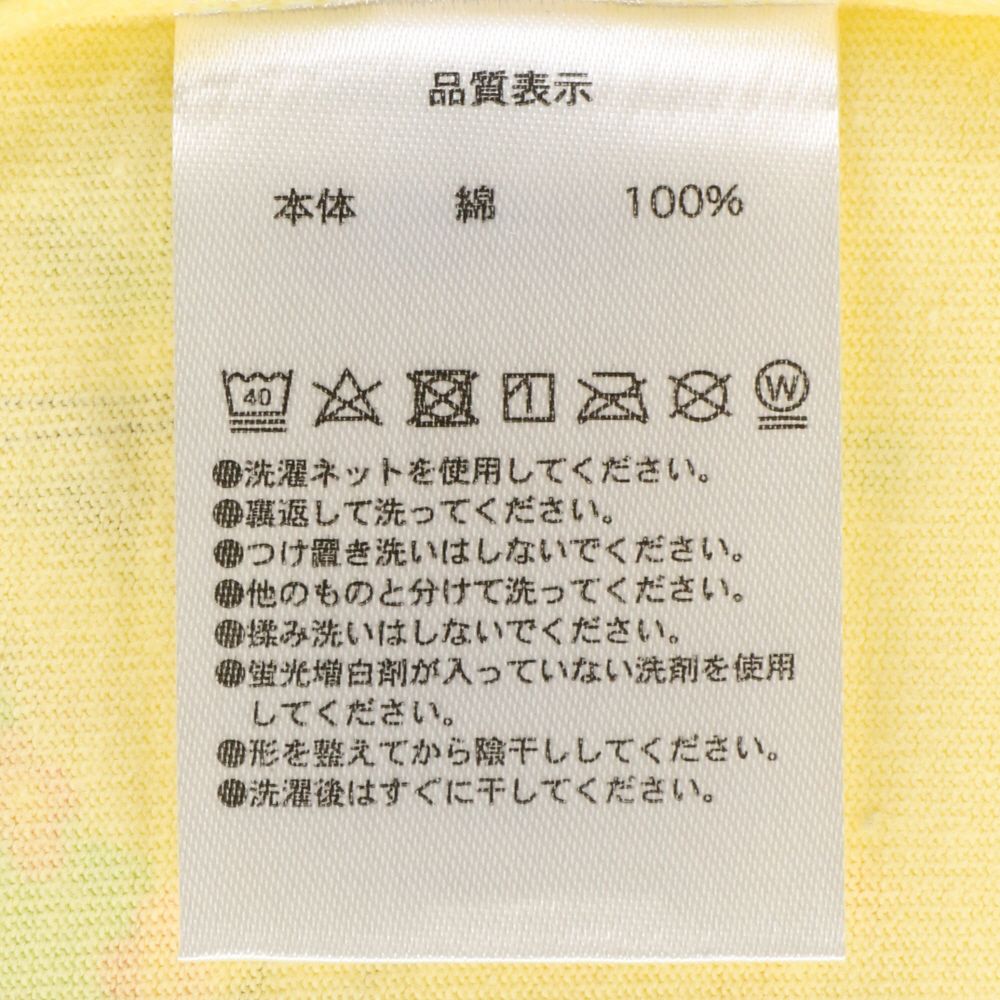 品質表示
本体 綿 100%
40 W
●洗濯ネットを使用してください。
●裏返して洗ってください。
●つけ置き洗いはしないでください。
●他のものと分けて洗ってください。
●揉み洗いはしないでください。
●蛍光増白剤が入っていない洗剤を使用
してください。
●形を整えてから陰干ししてください。
●洗濯後はすぐに干してください。